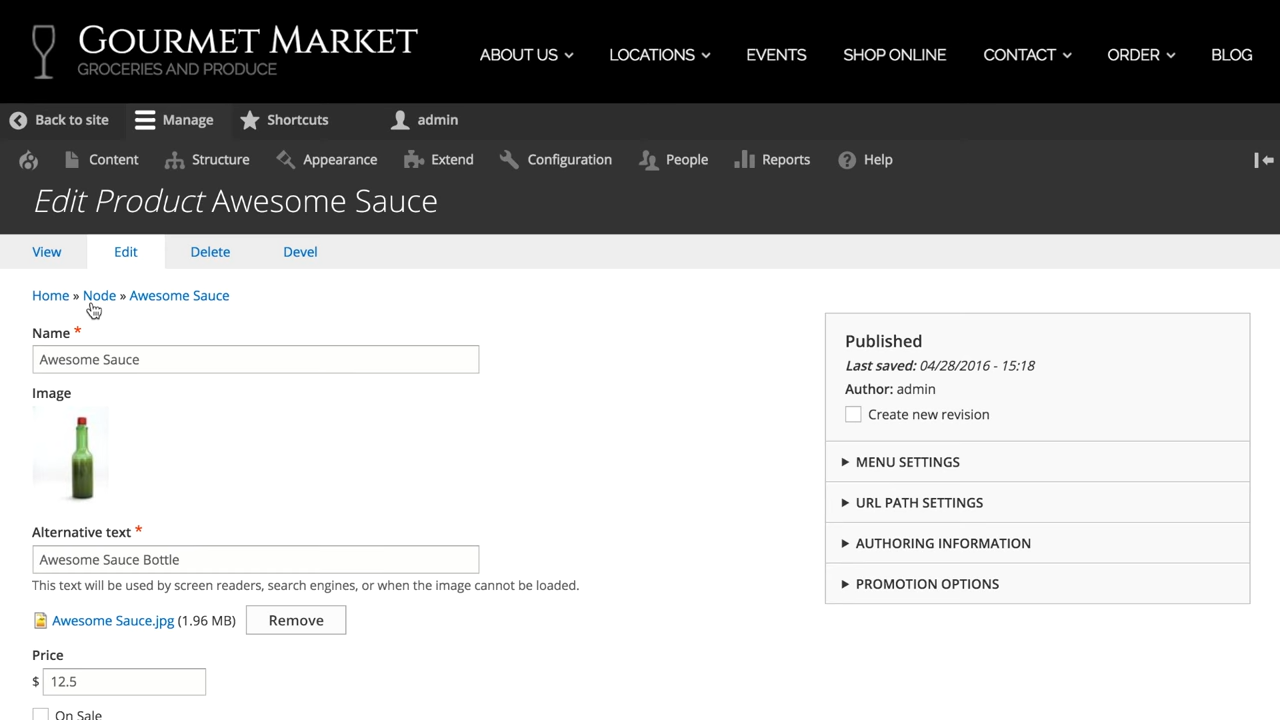 GOURMET MARKET
GROCERIES AND PRODUCE
ABOUT US LOCATIONS EVENTS SHOP ONLINE CONTACT ORDER BLOG
Back to site Manage Shortcuts admin
Content Structure Appearance Extend Configuration People Reports Help
Edit Product Awesome Sauce
View Edit Delete Devel
Home » Node » Awesome Sauce
Name *
Awesome Sauce
Image
Alternative text *
Awesome Sauce Bottle
This text will be used by screen readers, search engines, or when the image cannot be loaded.
Awesome Sauce.jpg (1.96 MB) Remove
Price
$ 12.5
On Sale
Published
Last saved: 04/28/2016 - 15:18
Author: admin
Create new revision
MENU SETTINGS
URL PATH SETTINGS
AUTHORING INFORMATION
PROMOTION OPTIONS